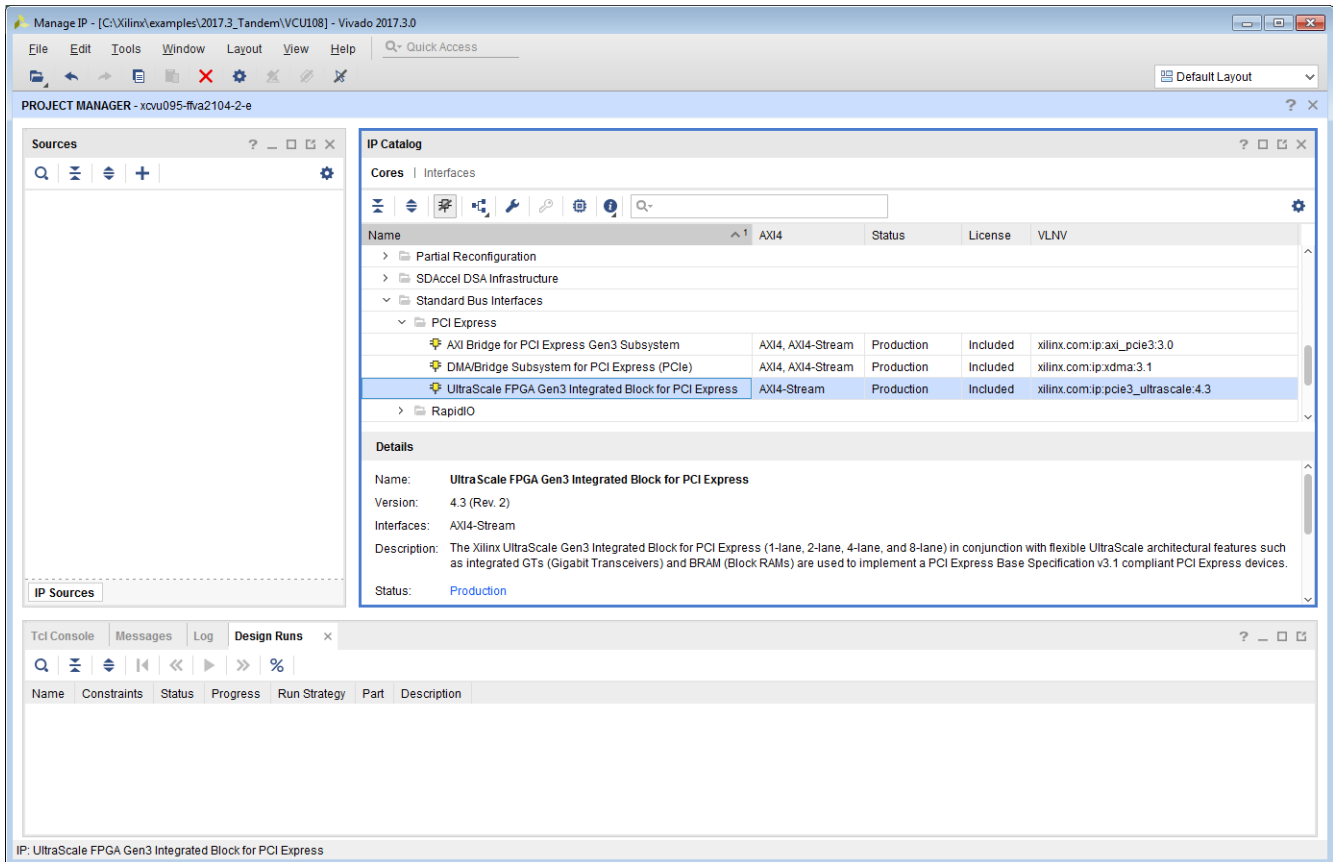 Manage IP - [C:\Xilinx\examples\2017.3_Tandem\VCU108] - Vivado 2017.3.0
File Edit Tools Window Layout View Help Quick Access
Default Layout
PROJECT MANAGER - xcvu095-ffva2104-2-e
Sources
IP Catalog
Cores | Interfaces
Name 1 AXI4 Status License VLNV
Partial Reconfiguration
SDAccel DSA Infrastructure
Standard Bus Interfaces
PCI Express
AXI Bridge for PCI Express Gen3 Subsystem AXI4, AXI4-Stream Production Included xilinx.com:ip:axi_pcie3:3.0
DMA/Bridge Subsystem for PCI Express (PCIe) AXI4, AXI4-Stream Production Included xilinx.com:ip:xdma:3.1
UltraScale FPGA Gen3 Integrated Block for PCI Express AXI4-Stream Production Included xilinx.com:ip:pcie3_ultrascale:4.3
RapidIO
Details
Name: UltraScale FPGA Gen3 Integrated Block for PCI Express
Version: 4.3 (Rev. 2)
Interfaces: AXI4-Stream
Description: The Xilinx UltraScale Gen3 Integrated Block for PCI Express (1-lane, 2-lane, 4-lane, and 8-lane) in conjunction with flexible UltraScale architectural features such
as integrated GTs (Gigabit Transceivers) and BRAM (Block RAMs) are used to implement a PCI Express Base Specification v3.1 compliant PCI Express devices.
Status: Production
IP Sources
Tcl Console Messages Log Design Runs
Name Constraints Status Progress Run Strategy Part Description
IP: UltraScale FPGA Gen3 Integrated Block for PCI Express